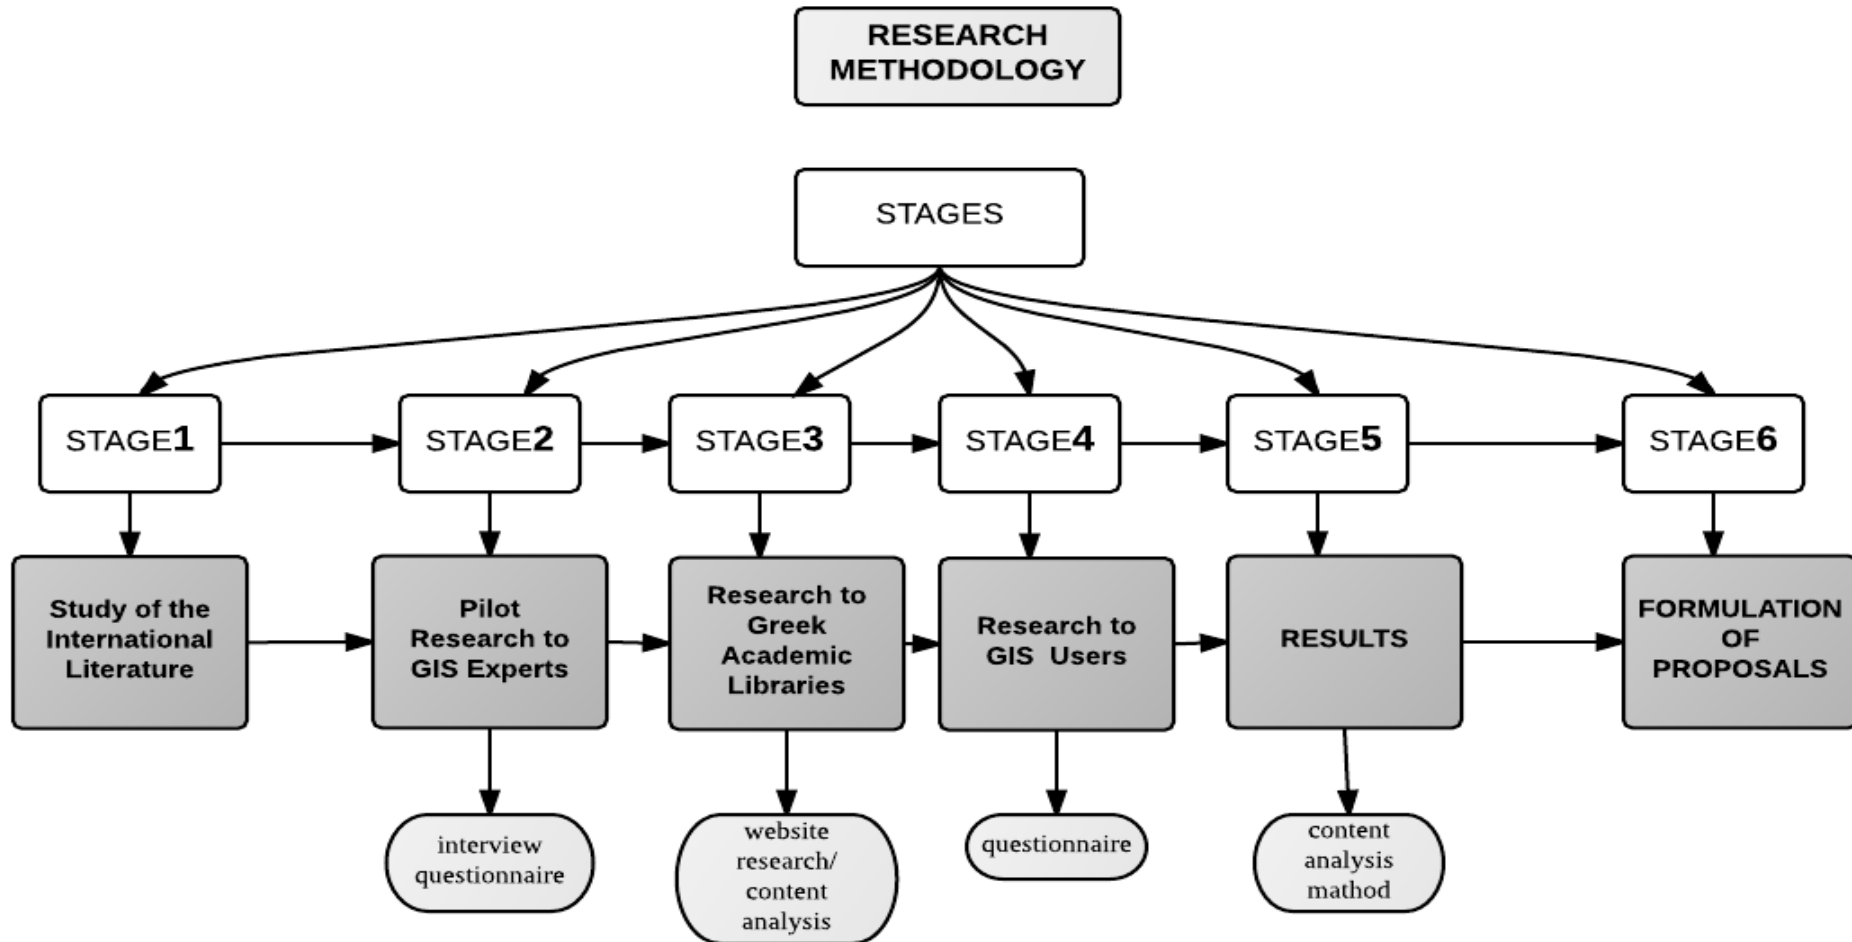 RESEARCH
METHODOLOGY
STAGES
STAGE1
STAGE2
STAGE3
STAGE4
STAGE5
STAGE6
Study of the
International
Literature
Pilot
Research to
GIS Experts
Research to
Greek
Academic
Libraries
Research to
GIS Users
RESULTS
FORMULATION
OF
PROPOSALS
interview
questionnaire
website
research/
content
analysis
questionnaire
content
analysis
mathod